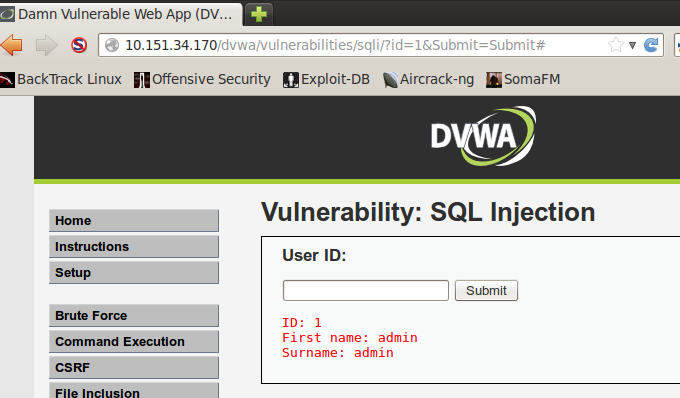 Damn Vulnerable Web App (DV...
10.151.34.170/dvwa/vulnerabilities/sqli/?id=1&Submit=Submit#
BackTrack Linux Offensive Security Exploit-DB Aircrack-ng SomaFM
DVWA
Vulnerability: SQL Injection
Home
Instructions
Setup
Brute Force
Command Execution
CSRF
File Inclusion
User ID:
Submit
ID: 1
First name: admin
Surname: admin